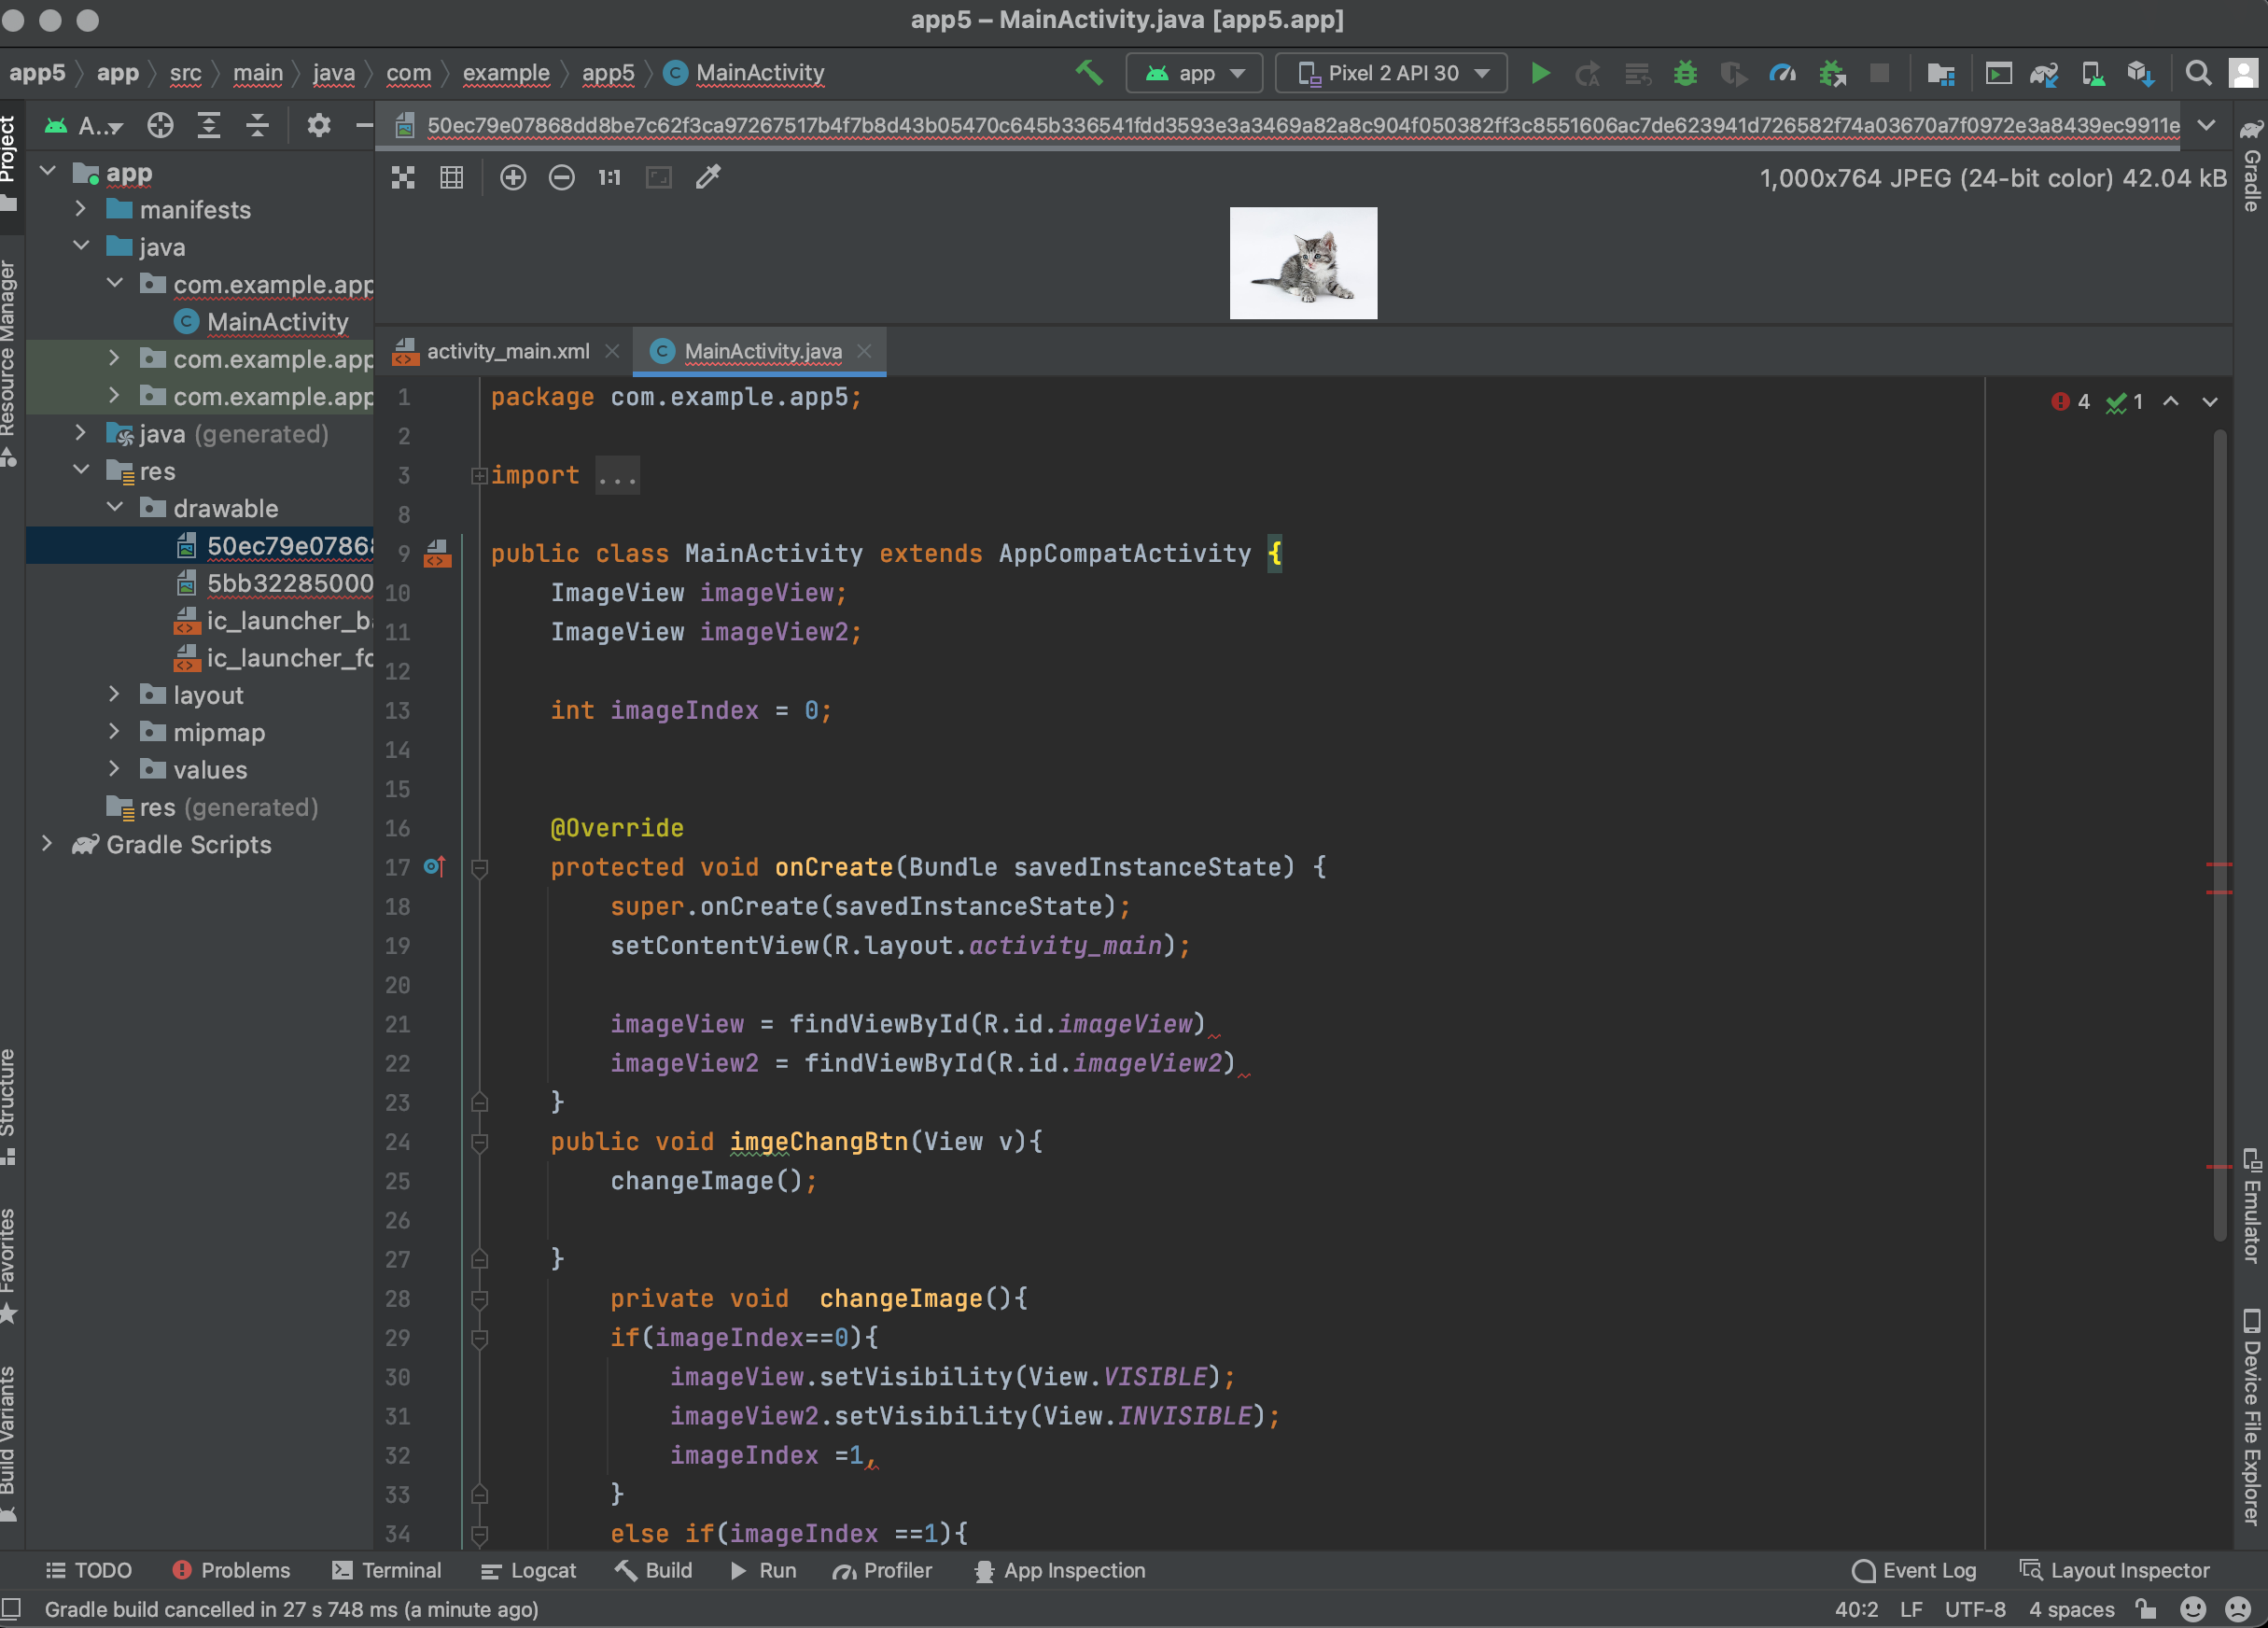 app5 – MainActivity.java [app5.app]
app5 app src main java com example app5 MainActivity
app
Pixel 2 API 30
Project
A...
50ec79e07868dd8be7c62f3ca97267517b4f7b8d43b05470c645b336541fdd3593e3a3469a82a8c904f050382ff3c8551606ac7de623941d726582f74a03670a7f0972e3a8439ec9911e
1:1
1,000x764 JPEG (24-bit color) 42.04 kB
Gradle
app
manifests
java
com.example.app
MainActivity
com.example.app
com.example.app
java (generated)
res
drawable
50ec79e07868
5bb32285000
ic_launcher_ba
ic_launcher_fo
layout
mipmap
values
res (generated)
Gradle Scripts
Resource Manager
Structure
Favorites
Build Variants
activity_main.xml
MainActivity.java
4 1
1 package com.example.app5;
2
3 import ...
8
9 public class MainActivity extends AppCompatActivity {
10 ImageView imageView;
11 ImageView imageView2;
12
13 int imageIndex = 0;
14
15
16 @Override
17 protected void onCreate(Bundle savedInstanceState) {
18 super.onCreate(savedInstanceState);
19 setContentView(R.layout.activity_main);
20
21 imageView = findViewById(R.id.imageView)
22 imageView2 = findViewById(R.id.imageView2)
23 }
24 public void imgeChangBtn(View v){
25 changeImage();
26
27 }
28 private void  changeImage(){
29 if(imageIndex==0){
30 imageView.setVisibility(View.VISIBLE);
31 imageView2.setVisibility(View.INVISIBLE);
32 imageIndex =1,
33 }
34 else if(imageIndex ==1){
Emulator
Device File Explorer
TODO Problems Terminal Logcat Build Run Profiler App Inspection
Event Log Layout Inspector
Gradle build cancelled in 27 s 748 ms (a minute ago)
40:2 LF UTF-8 4 spaces